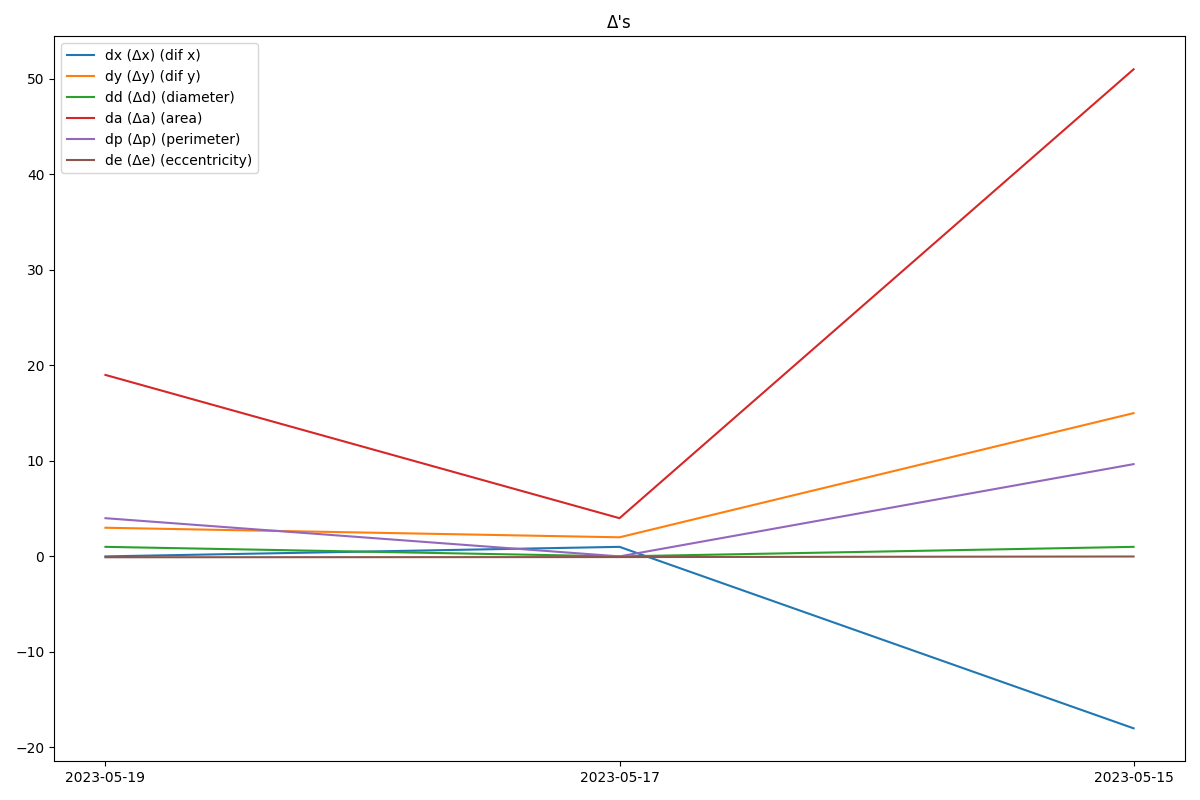 Δ's
dx (Δx) (dif x)
dy (Δy) (dif y)
dd (Δd) (diameter)
da (Δa) (area)
dp (Δp) (perimeter)
de (Δe) (eccentricity)
50
40
30
20
10
0
−10
−20
2023-05-19 2023-05-17 2023-05-15